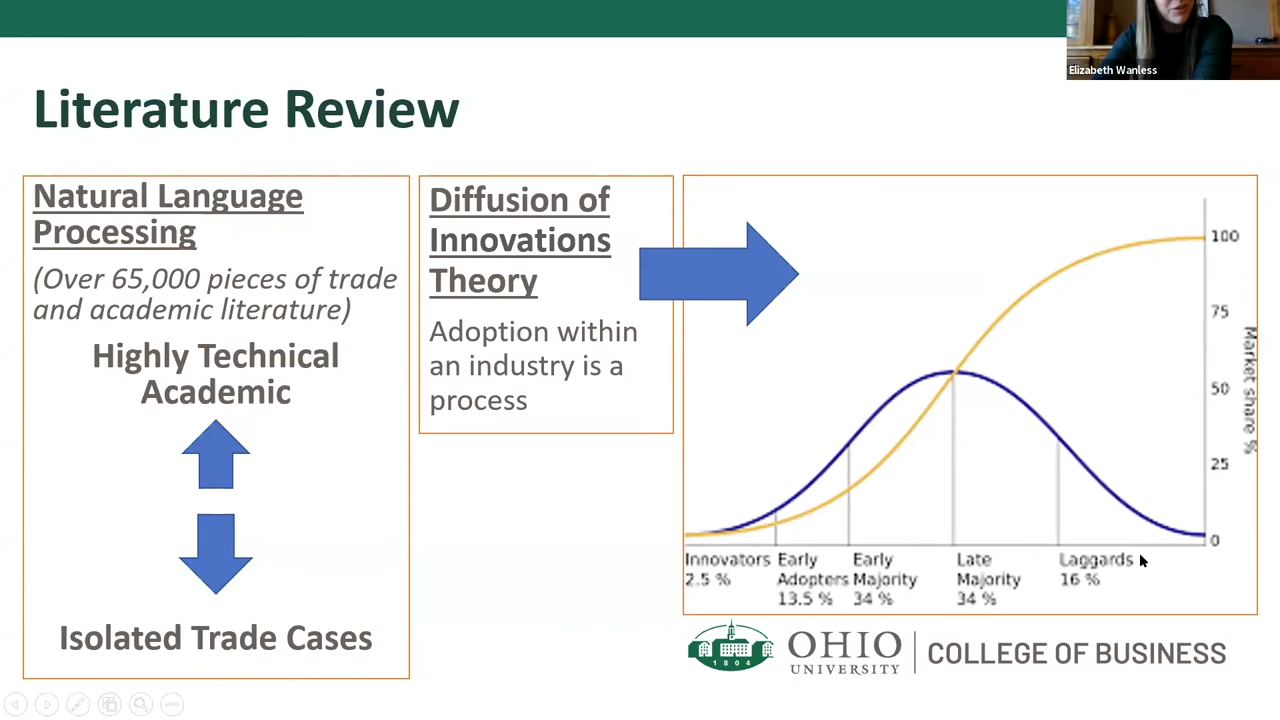 Elizabeth Wanless
Literature Review
Natural Language
Processing
(Over 65,000 pieces of trade
and academic literature)
Highly Technical
Academic
Isolated Trade Cases
Diffusion of
Innovations
Theory
Adoption within
an industry is a
process
100
75
50
25
0
Market share %
Innovators
2.5 %
Early
Adopters
13.5 %
Early
Majority
34 %
Late
Majority
34 %
Laggards
16 %
1804
OHIO
UNIVERSITY
COLLEGE OF BUSINESS